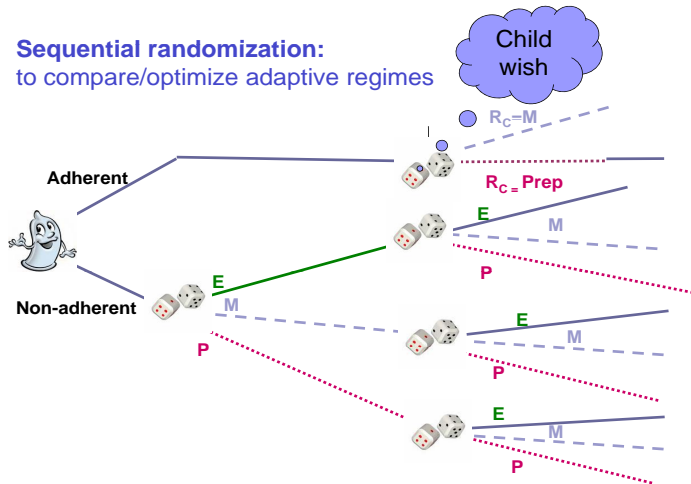 Sequential randomization:
to compare/optimize adaptive regimes
Child
wish
R_C=M
Adherent
R_C = Prep
E
M
P
E
Non-adherent
M
E
M
P
P
E
M
P